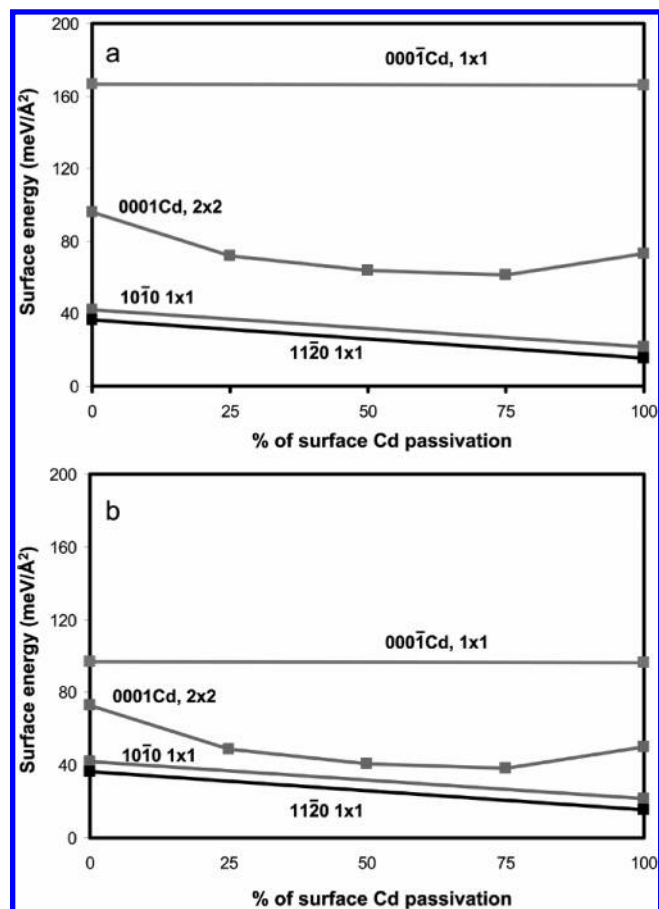 a
200
160
120
80
40
0
Surface energy (meV/Å²)
0001̄Cd, 1x1
0001Cd, 2x2
101̄0 1x1
112̄0 1x1
0 25 50 75 100
% of surface Cd passivation
b
200
160
120
80
40
0
Surface energy (meV/Å²)
0001̄Cd, 1x1
0001Cd, 2x2
101̄0 1x1
112̄0 1x1
0 25 50 75 100
% of surface Cd passivation